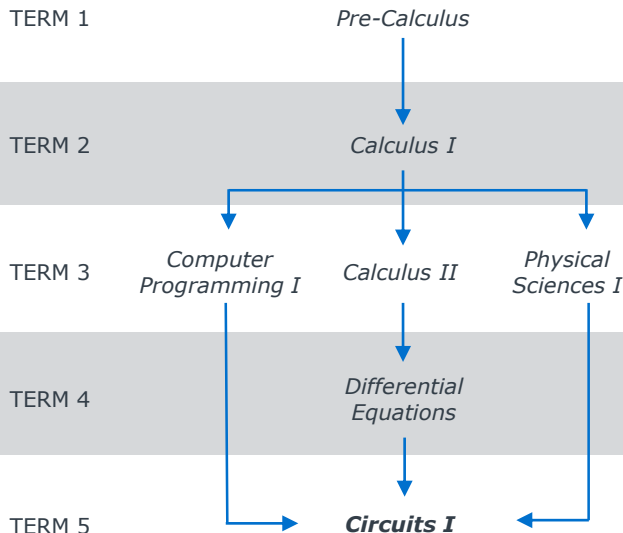 TERM 1
Pre-Calculus
TERM 2
Calculus I
TERM 3
Computer
Programming I
Calculus II
Physical
Sciences I
TERM 4
Differential
Equations
TERM 5
Circuits I